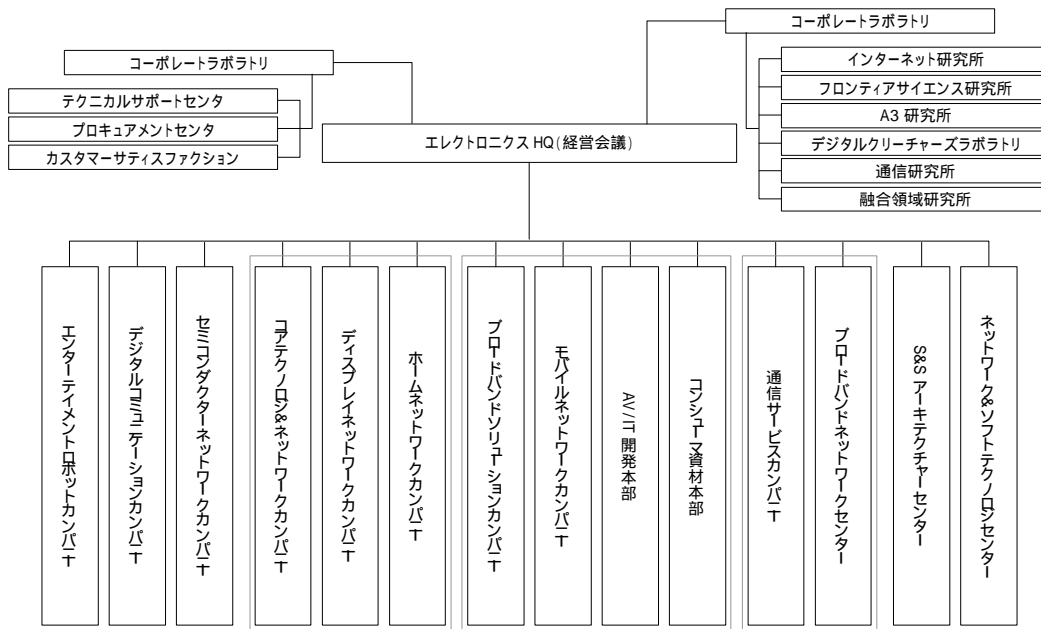 コーポレートラボラトリ
コーポレートラボラトリ
インターネット研究所
フロンティアサイエンス研究所
A3 研究所
デジタルクリーチャーズラボラトリ
通信研究所
融合領域研究所
テクニカルサポートセンタ
プロキュアメントセンタ
カスタマーサティスファクション
エレクトロニクス HQ(経営会議)
エンターテイメントロボットカンパニー
デジタルコミュニケーションカンパニー
セミコンダクターネットワークカンパニー
コアテクノロジ&ネットワークカンパニー
ディスプレイネットワークカンパニー
ホームネットワークカンパニー
ブロードバンドソリューションカンパニー
モバイルネットワークカンパニー
AV/IT 開発本部
コンシューマ資材本部
通信サービスカンパニー
ブロードバンドネットワークセンター
S&S アーキテクチャーセンター
ネットワーク&ソフトテクノロジセンター